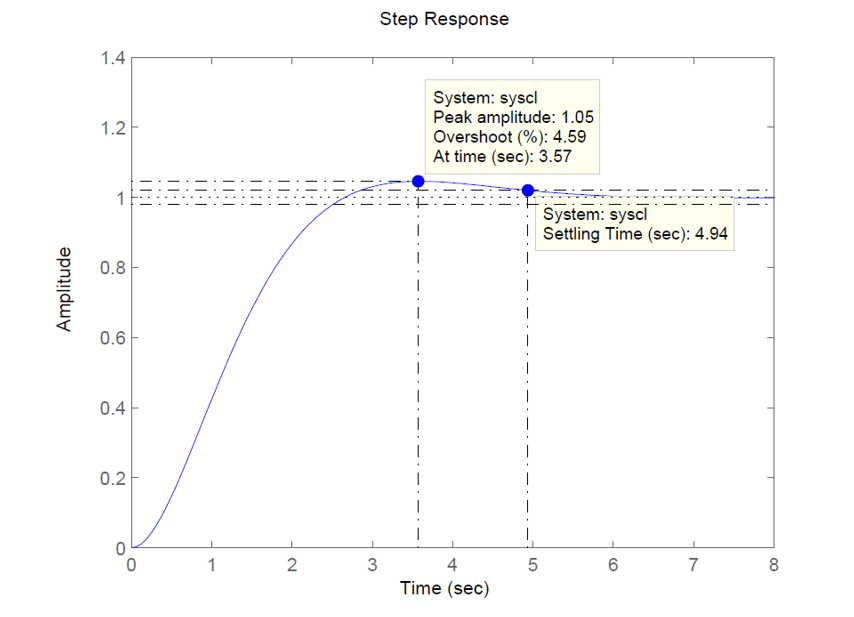 Step Response
1.4
System: syscl
Peak amplitude: 1.05
Overshoot (%): 4.59
At time (sec): 3.57
1.2
1
System: syscl
Settling Time (sec): 4.94
0.8
Amplitude
0.6
0.4
0.2
0
0 1 2 3 4 5 6 7 8
Time (sec)